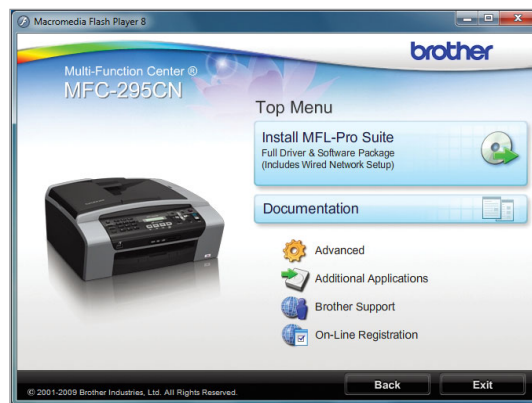 Macromedia Flash Player 8
brother
Multi-Function Center ®
MFC-295CN
Top Menu
Install MFL-Pro Suite
Full Driver & Software Package
(Includes Wired Network Setup)
Documentation
Advanced
Additional Applications
Brother Support
On-Line Registration
© 2001-2009 Brother Industries, Ltd. All Rights Reserved.
Back
Exit